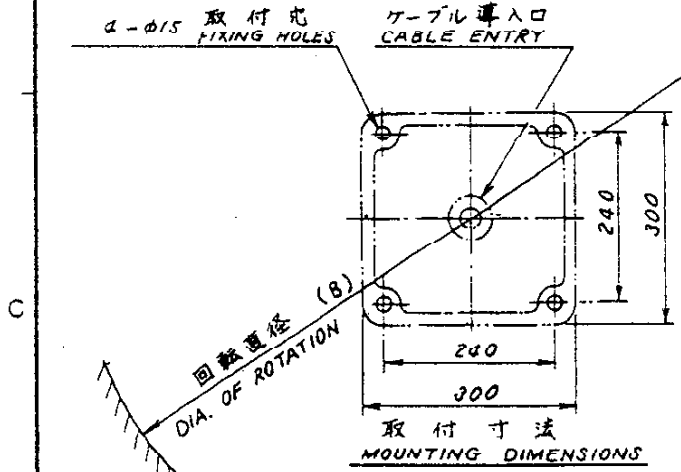 4-φ15 取付穴
FIXING HOLES
ケーブル導入口
CABLE ENTRY
240
300
C
回転直径 (B)
DIA. OF ROTATION
240
300
取付寸法
MOUNTING DIMENSIONS